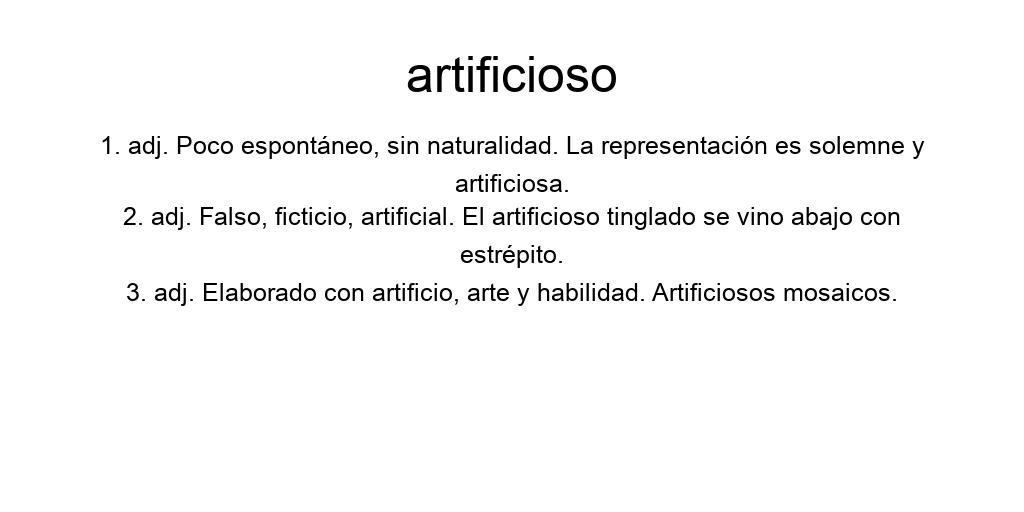 artificioso
1. adj. Poco espontáneo, sin naturalidad. La representación es solemne y
artificiosa.
2. adj. Falso, ficticio, artificial. El artificioso tinglado se vino abajo con
estrépito.
3. adj. Elaborado con artificio, arte y habilidad. Artificiosos mosaicos.